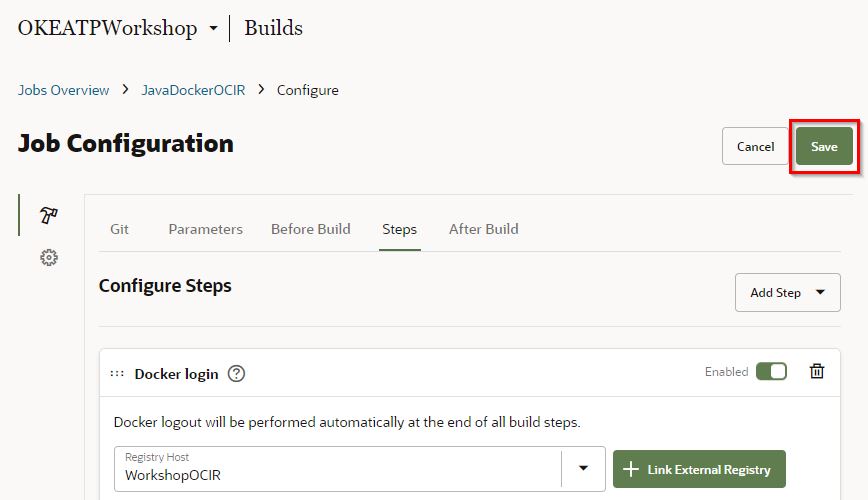 OKEATPWorkshop Builds
Jobs Overview > JavaDockerOCIR > Configure
Job Configuration
Cancel Save
Git Parameters Before Build Steps After Build
Configure Steps
Add Step
Docker login ? Enabled
Docker logout will be performed automatically at the end of all build steps.
Registry Host
WorkshopOCIR
+ Link External Registry